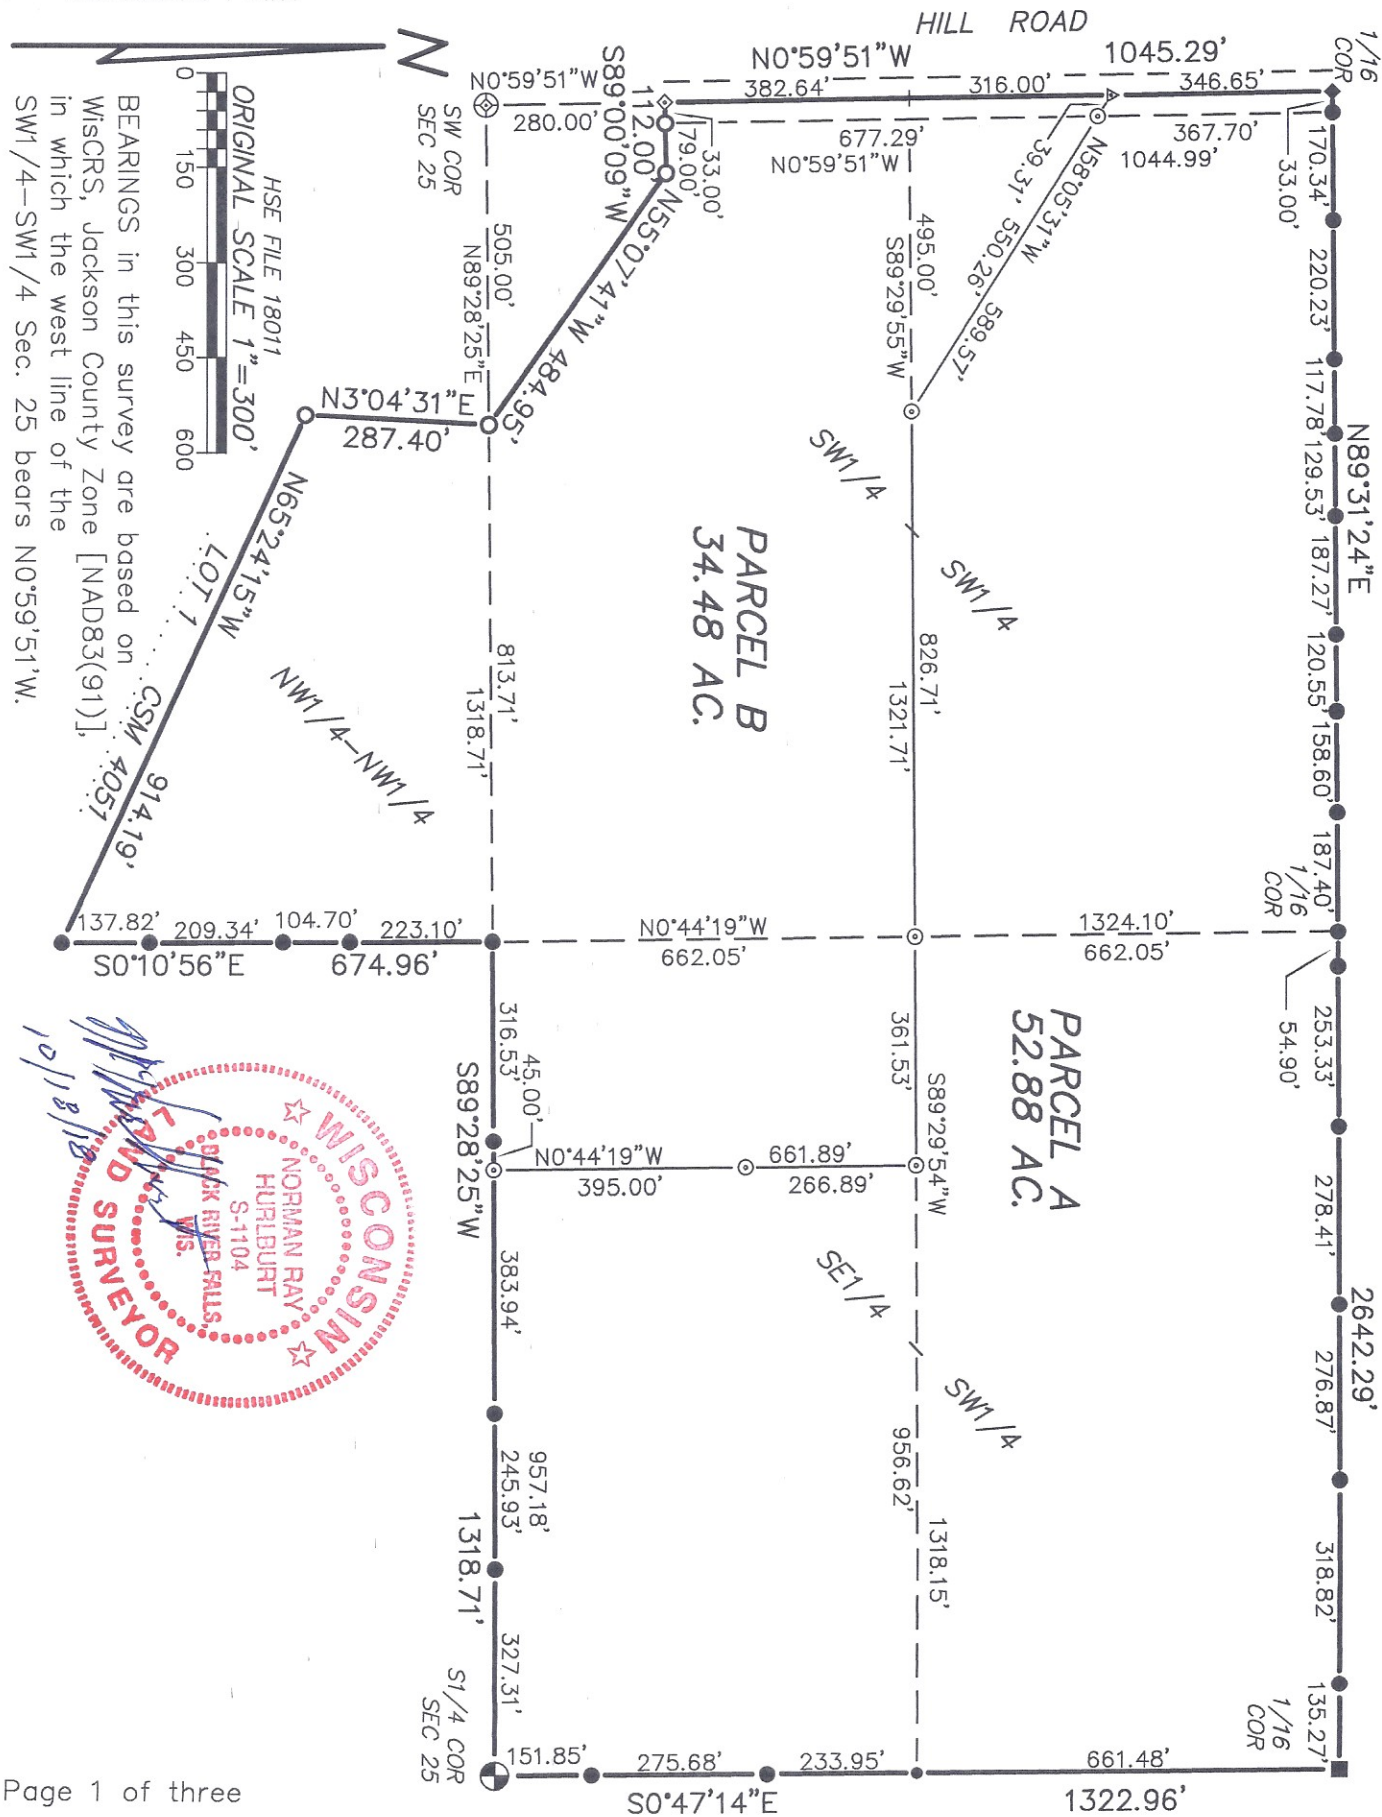 HILL ROAD
1/16
COR
N0°59'51"W
1045.29'
382.64'
316.00'
346.65'
N0°59'51"W
280.00'
677.29'
367.70'
N0°59'51"W
1044.99'
SW COR
SEC 25
S89°00'09"W
112.00'
79.00'
33.00'
33.00'
N58°05'31"W
39.31'
550.26'
589.57'
N55°07'41"W 484.95'
505.00'
N89°28'25"E
495.00'
S89°29'55"W
N89°31'24"E
2642.29'
170.34'
220.23'
117.78'
129.53'
187.27'
120.55'
158.60'
187.40'
1/16
COR
54.90'
253.33'
278.41'
276.87'
318.82'
135.27'
1/16
COR
SW1/4
SW1/4
PARCEL B
34.48 AC.
826.71'
1321.71'
813.71'
1318.71'
N3°04'31"E
287.40'
N65°24'15"W
914.19'
LOT 1
CSM 4051
NW1/4-NW1/4
N
HSE FILE 18011
ORIGINAL SCALE 1"=300'
0
150
300
450
600
BEARINGS in this survey are based on
WisCRS, Jackson County Zone [NAD83(91)],
in which the west line of the
SW1/4-SW1/4 Sec. 25 bears N0°59'51'W.
137.82'
209.34'
104.70'
223.10'
S0°10'56"E
674.96'
N0°44'19"W
662.05'
1324.10'
662.05'
PARCEL A
52.88 AC.
361.53'
S89°29'54"W
316.53'
45.00'
S89°28'25"W
N0°44'19"W
395.00'
661.89'
266.89'
SE1/4
SW1/4
383.94'
957.18'
245.93'
1318.71'
327.31'
956.62'
1318.15'
S1/4 COR
SEC 25
151.85'
275.68'
233.95'
661.48'
S0°47'14"E
1322.96'
WISCONSIN
NORMAN RAY
HURLBURT
S-1104
BLACK RIVER FALLS,
WIS.
LAND SURVEYOR
10/18/18
Page 1 of three